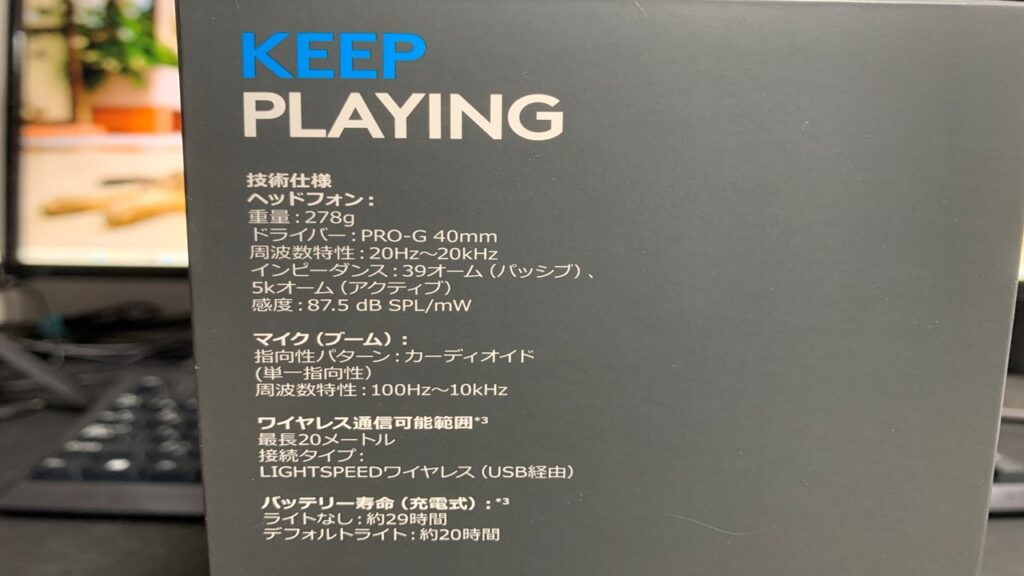 KEEP
PLAYING
技術仕様
ヘッドフォン:
重量:278g
ドライバー:PRO-G 40mm
周波数特性:20Hz~20kHz
インピーダンス:39オーム(パッシブ)、
5kオーム(アクティブ)
感度:87.5 dB SPL/mW
マイク(ブーム):
指向性パターン:カーディオイド
(単一指向性)
周波数特性:100Hz~10kHz
ワイヤレス通信可能範囲*3
最長20メートル
接続タイプ:
LIGHTSPEEDワイヤレス(USB経由)
バッテリー寿命(充電式):*3
ライトなし:約29時間
デフォルトライト:約20時間